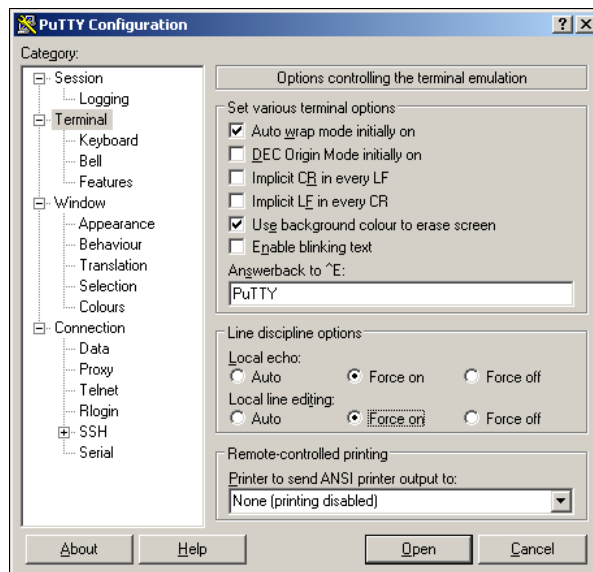 PuTTY Configuration
Category:
Session
Logging
Terminal
Keyboard
Bell
Features
Window
Appearance
Behaviour
Translation
Selection
Colours
Connection
Data
Proxy
Telnet
Rlogin
SSH
Serial
Options controlling the terminal emulation
Set various terminal options
Auto wrap mode initially on
DEC Origin Mode initially on
Implicit CR in every LF
Implicit LF in every CR
Use background colour to erase screen
Enable blinking text
Answerback to ^E:
PuTTY
Line discipline options
Local echo:
Auto Force on Force off
Local line editing:
Auto Force on Force off
Remote-controlled printing
Printer to send ANSI printer output to:
None (printing disabled)
About Help Open Cancel